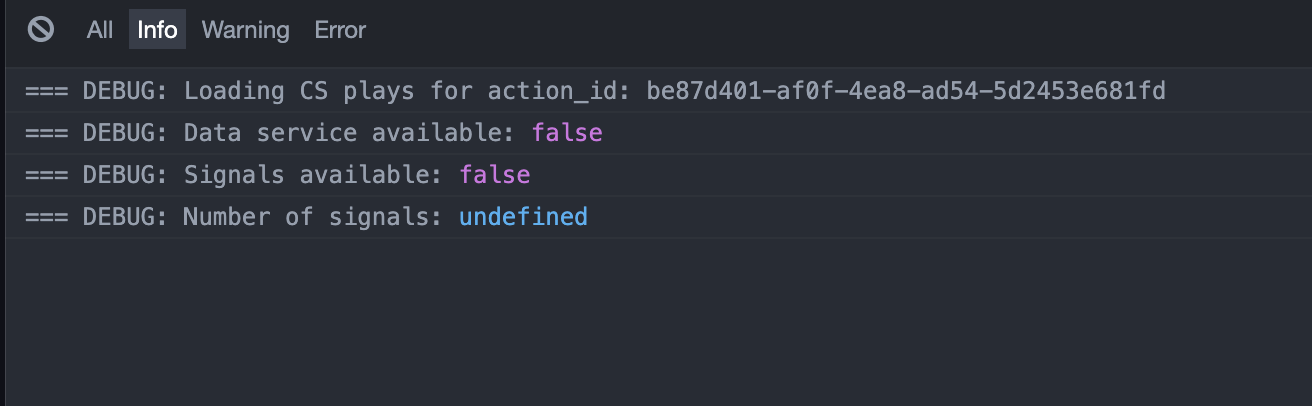 All Info Warning Error
=== DEBUG: Loading CS plays for action_id: be87d401-af0f-4ea8-ad54-5d2453e681fd
=== DEBUG: Data service available: false
=== DEBUG: Signals available: false
=== DEBUG: Number of signals: undefined